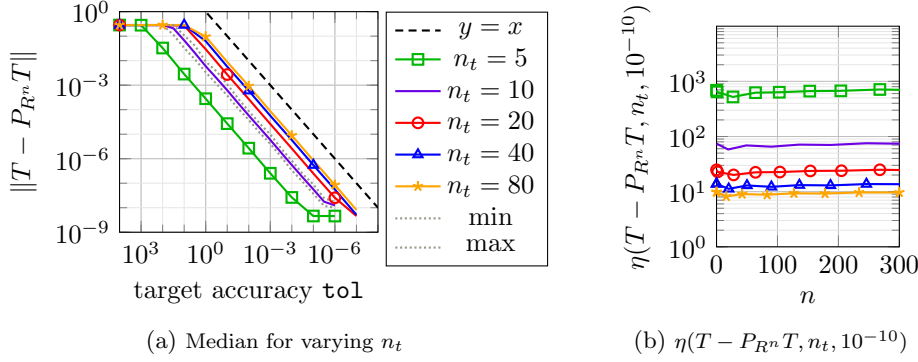 10^0
10^−3
10^−6
10^−9
‖T − P_{R^n}T‖
10^3
10^0
10^−3
10^−6
target accuracy tol
y = x
n_t = 5
n_t = 10
n_t = 20
n_t = 40
n_t = 80
min
max
(a) Median for varying n_t
10^3
10^2
10^1
10^0
η(T − P_{R^n}T, n_t, 10^−10)
0
100
200
300
n
(b) η(T − P_{R^n}T, n_t, 10^−10)